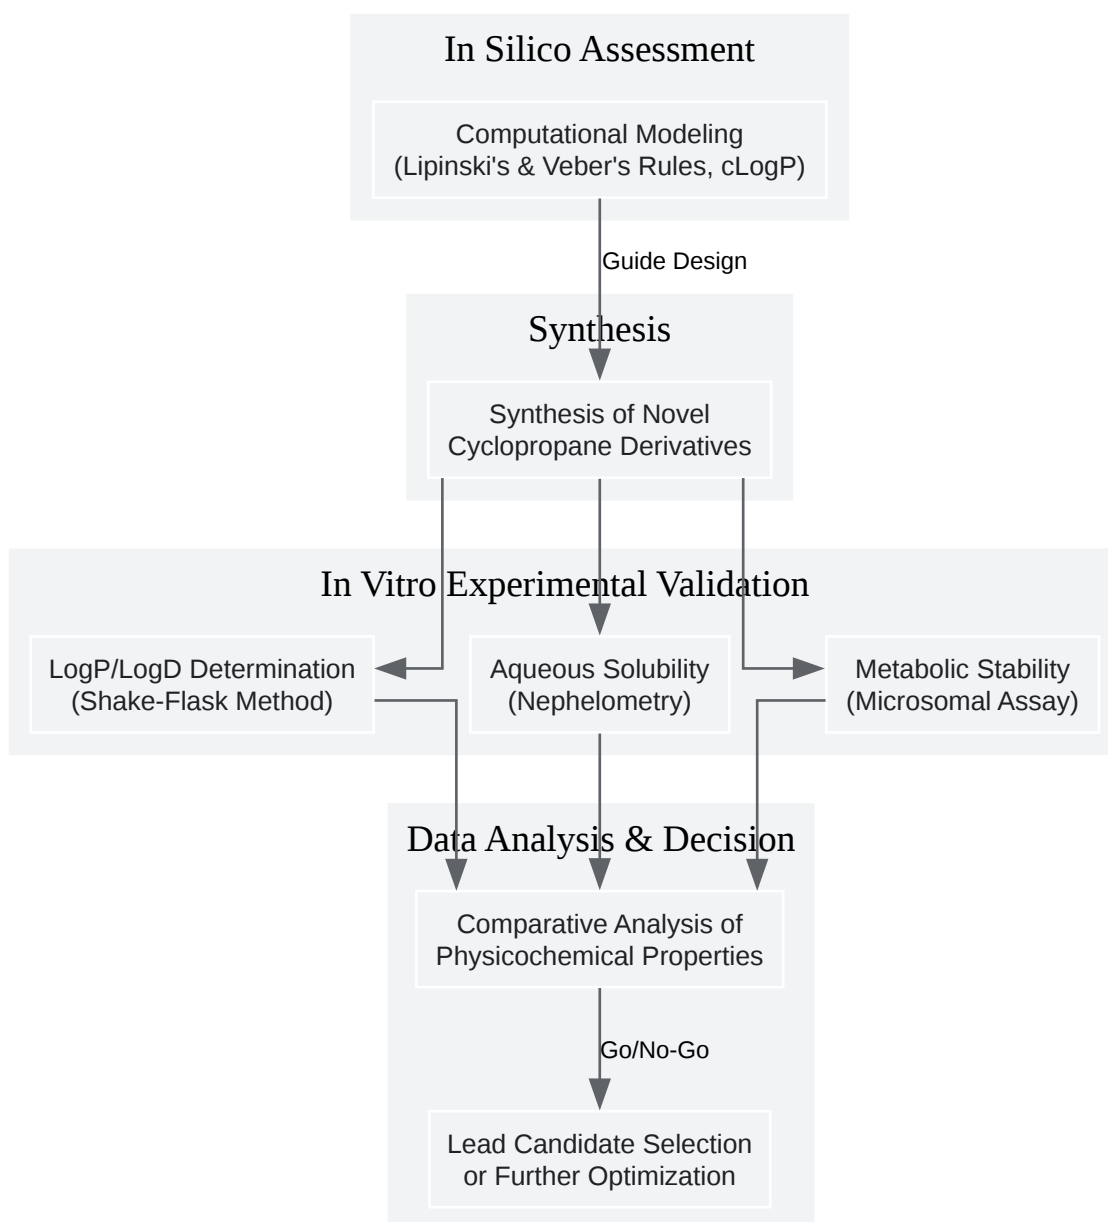 In Silico Assessment
Computational Modeling
(Lipinski's & Veber's Rules, cLogP)
Guide Design
Synthesis
Synthesis of Novel
Cyclopropane Derivatives
In Vitro Experimental Validation
LogP/LogD Determination
(Shake-Flask Method)
Aqueous Solubility
(Nephelometry)
Metabolic Stability
(Microsomal Assay)
Data Analysis & Decision
Comparative Analysis of
Physicochemical Properties
Go/No-Go
Lead Candidate Selection
or Further Optimization